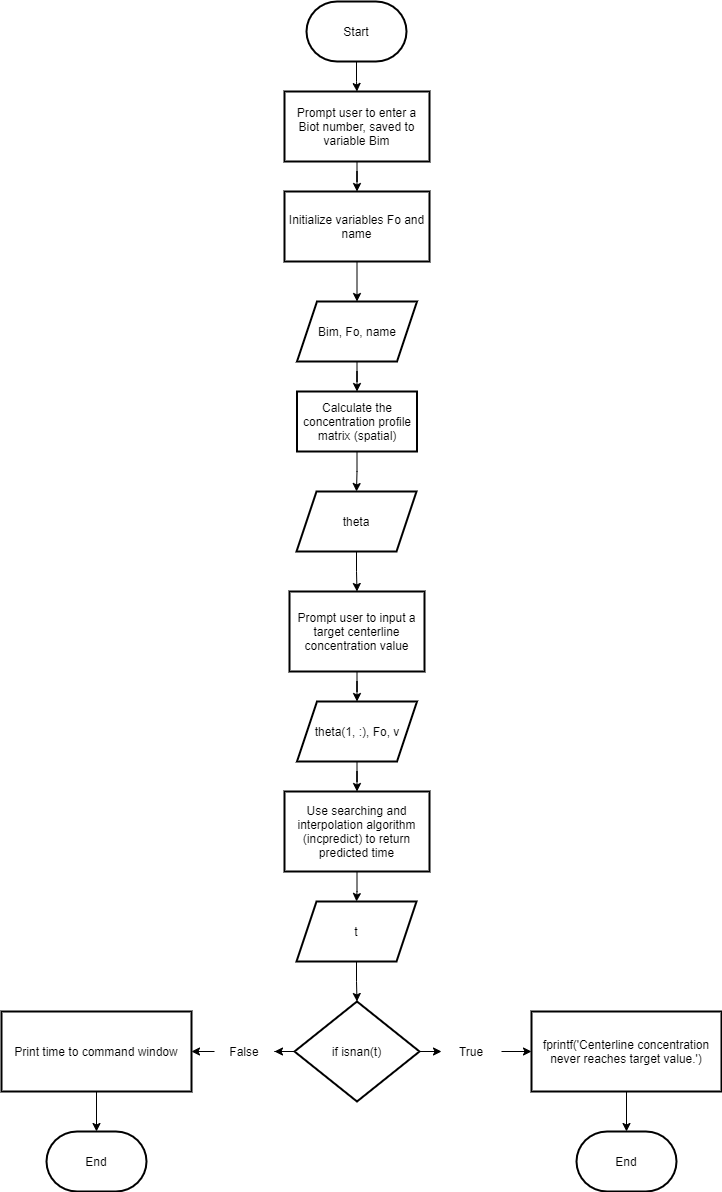 Start
Prompt user to enter a
Biot number, saved to
variable Bim
Initialize variables Fo and
name
Bim, Fo, name
Calculate the
concentration profile
matrix (spatial)
theta
Prompt user to input a
target centerline
concentration value
theta(1, :), Fo, v
Use searching and
interpolation algorithm
(incpredict) to return
predicted time
t
if isnan(t)
False
True
Print time to command window
fprintf('Centerline concentration
never reaches target value.')
End
End